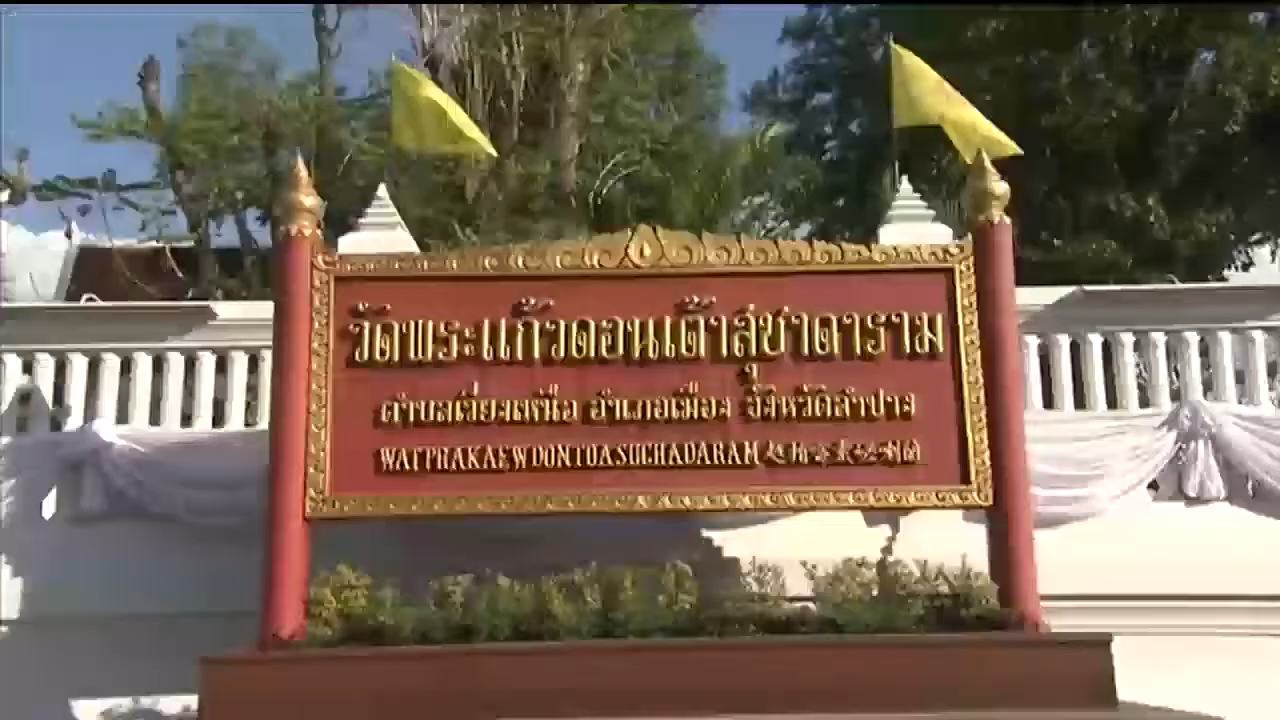 วัดพระแก้วดอนเต้าสุชาดาราม
ตำบลเวียงเหนือ อำเภอเมือง จังหวัดลำปาง
WATPRAKAEWDONTOASUCHADARAM